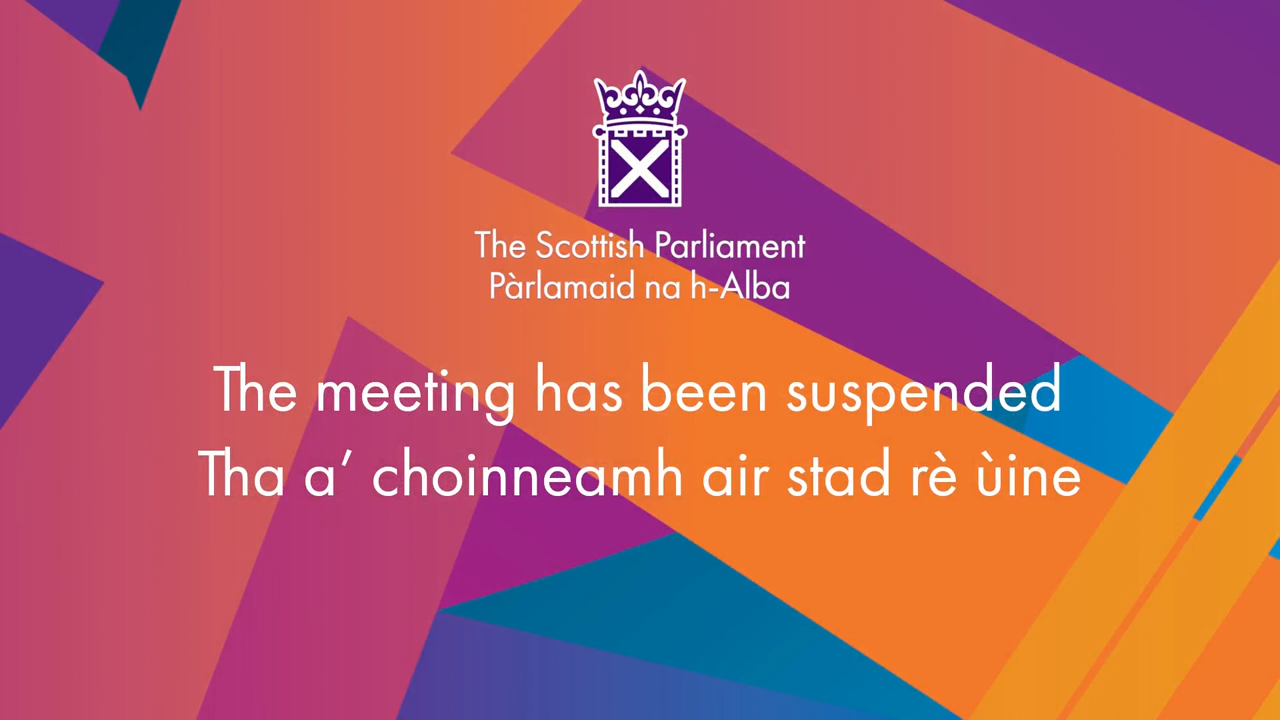 The Scottish Parliament
Pàrlamaid na h-Alba
The meeting has been suspended
Tha a’ choinneamh air stad rè ùine